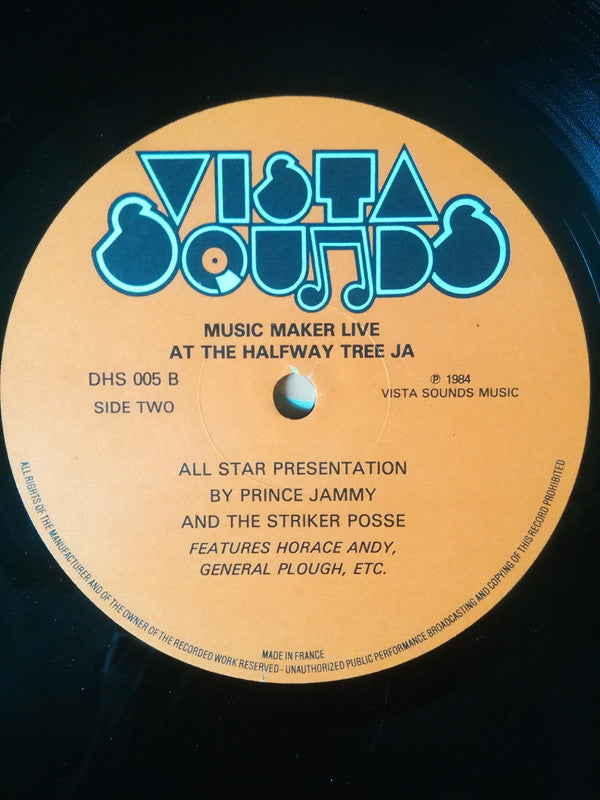 VISTA
SOUNDS
MUSIC MAKER LIVE
AT THE HALFWAY TREE JA
DHS 005 B
SIDE TWO
℗ 1984
VISTA SOUNDS MUSIC
ALL STAR PRESENTATION
BY PRINCE JAMMY
AND THE STRIKER POSSE
FEATURES HORACE ANDY,
GENERAL PLOUGH, ETC.
MADE IN FRANCE
ALL RIGHTS OF THE MANUFACTURER AND OF THE OWNER OF THE RECORDED WORK RESERVED - UNAUTHORIZED PUBLIC PERFORMANCE BROADCASTING AND COPYING OF THIS RECORD PROHIBITED